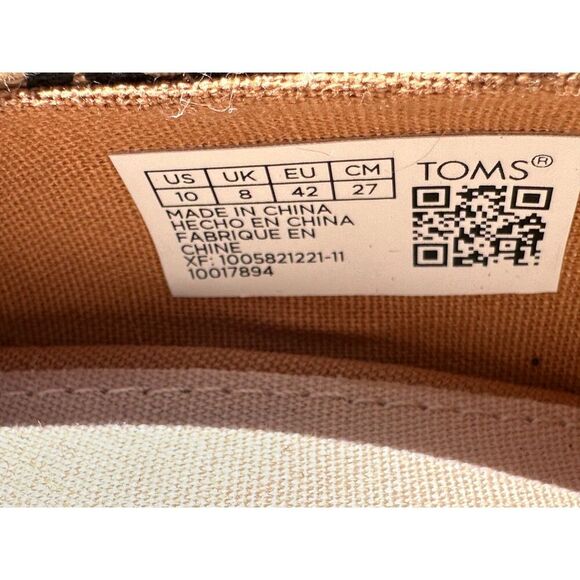 US UK EU CM
10 8 42 27
TOMS®
MADE IN CHINA
HECHO EN CHINA
FABRIQUE EN
CHINE
XF: 1005821221-11
10017894